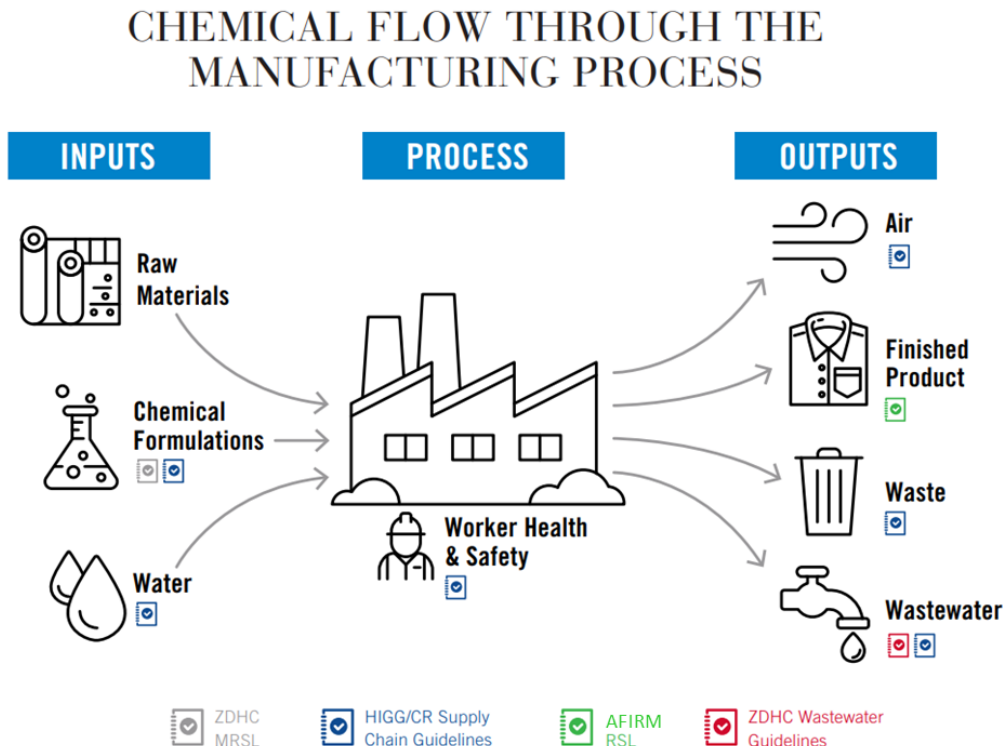 CHEMICAL FLOW THROUGH THE
MANUFACTURING PROCESS
INPUTS
PROCESS
OUTPUTS
Raw
Materials
Chemical
Formulations
Water
Worker Health
& Safety
Air
Finished
Product
Waste
Wastewater
ZDHC
MRSL
HIGG/CR Supply
Chain Guidelines
AFIRM
RSL
ZDHC Wastewater
Guidelines